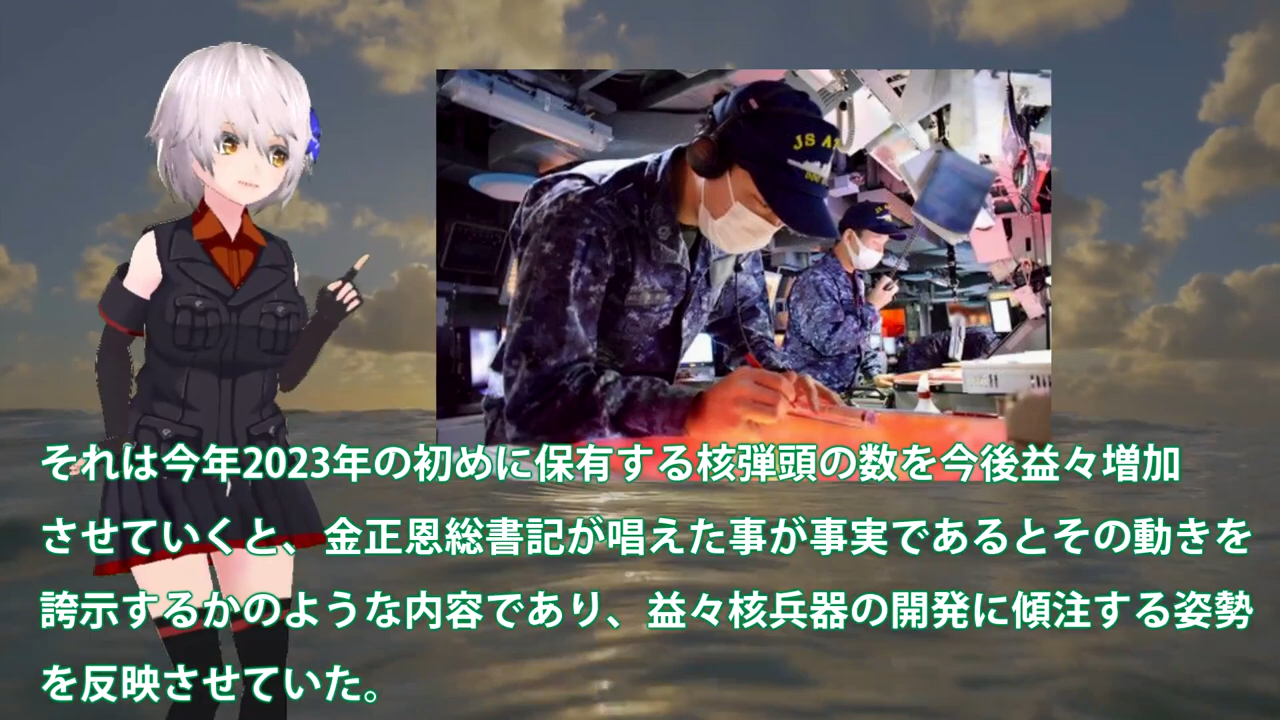 JS A
それは今年2023年の初めに保有する核弾頭の数を今後益々増加
させていくと、金正恩総書記が唱えた事が事実であるとその動きを
誇示するかのような内容であり、益々核兵器の開発に傾注する姿勢
を反映させていた。